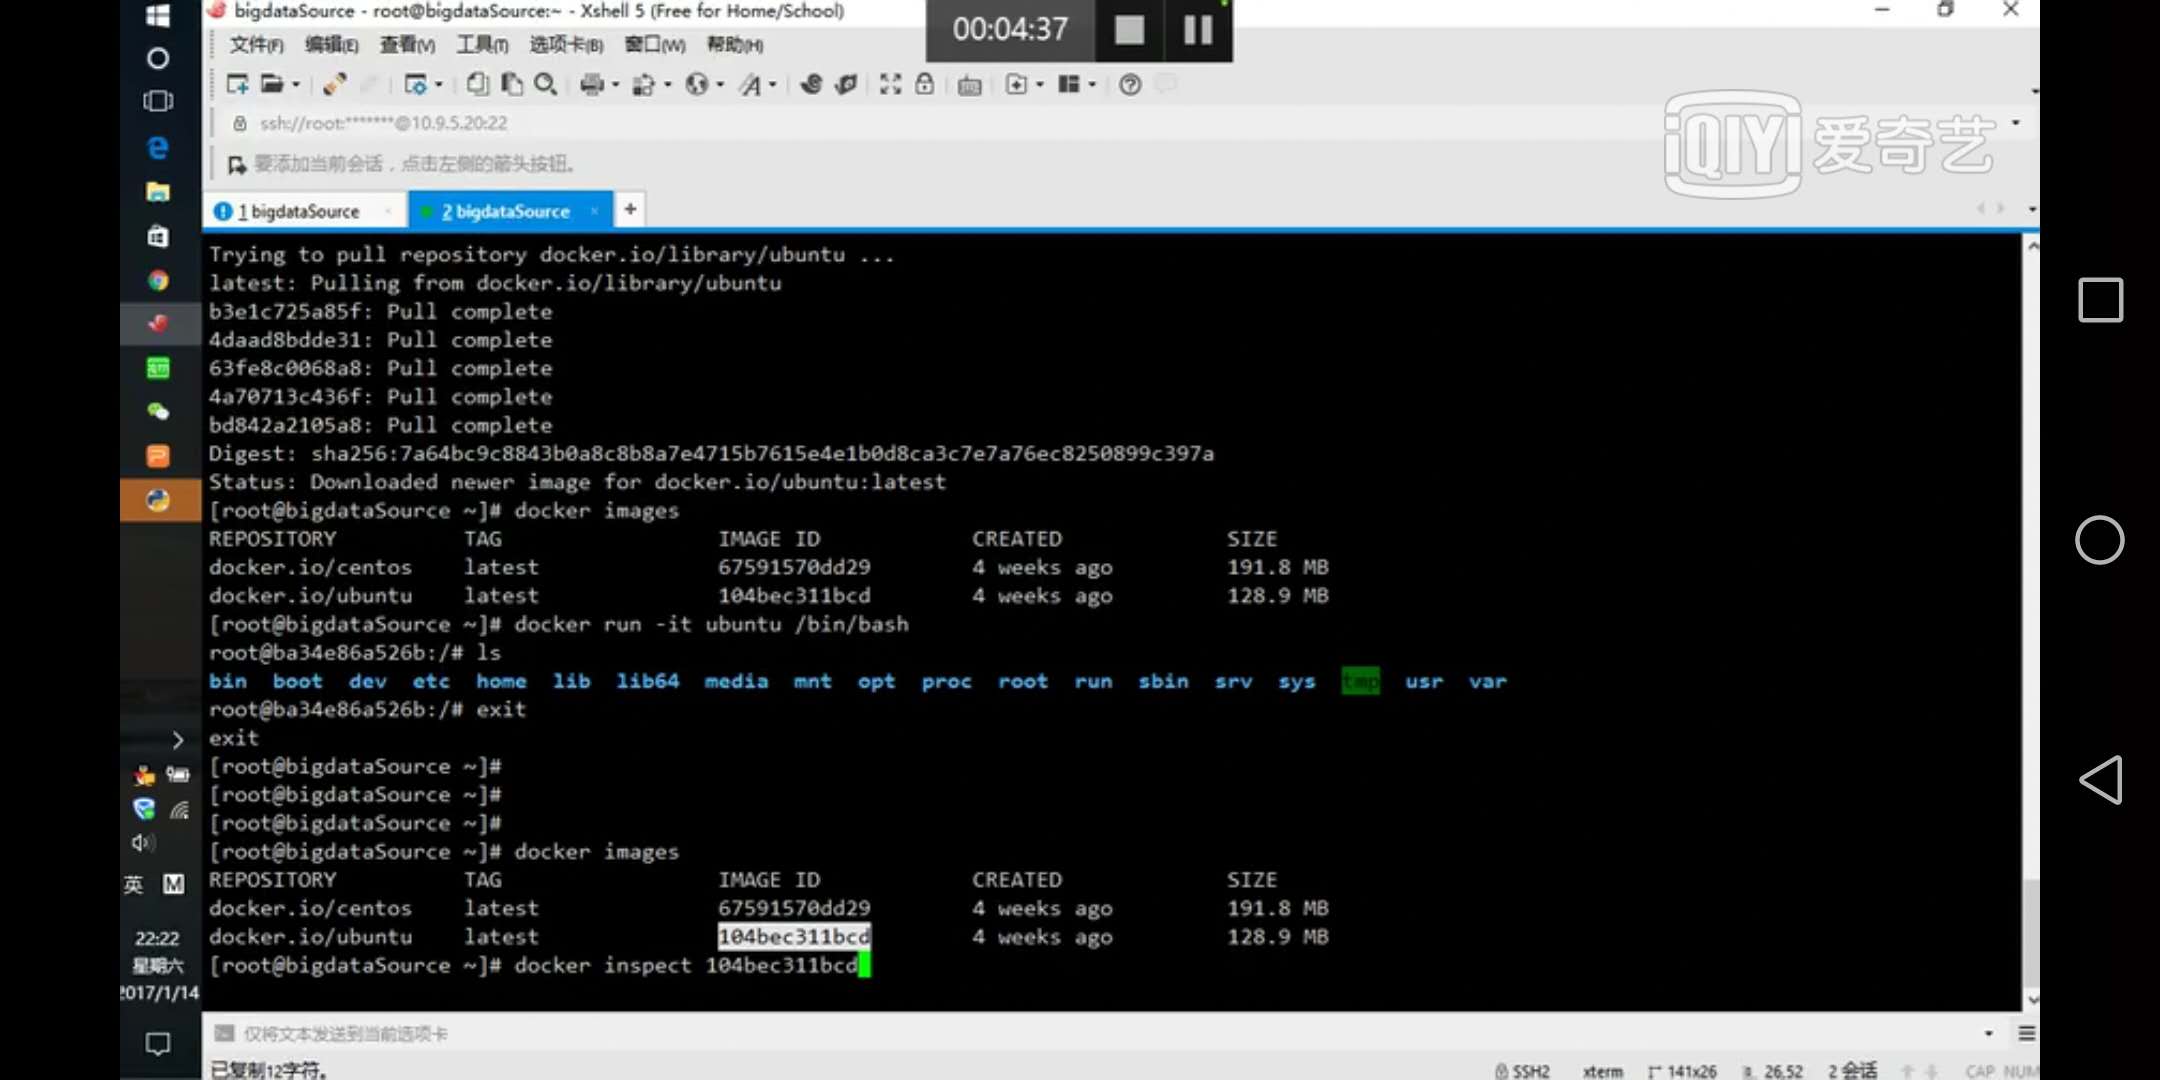 bigdataSource - root@bigdataSource:~ - Xshell 5 (Free for Home/School)
00:04:37
文件(F) 编辑(E) 查看(V) 工具(T) 选项卡(B) 窗口(W) 帮助(H)
ssh://root:*******@10.9.5.20:22
iQIYI 爱奇艺
要添加当前会话，点击左侧的箭头按钮。
1 bigdataSource × 2 bigdataSource × +
Trying to pull repository docker.io/library/ubuntu ...
latest: Pulling from docker.io/library/ubuntu
b3e1c725a85f: Pull complete
4daad8bdde31: Pull complete
63fe8c0068a8: Pull complete
4a70713c436f: Pull complete
bd842a2105a8: Pull complete
Digest: sha256:7a64bc9c8843b0a8c8b8a7e4715b7615e4e1b0d8ca3c7e7a76ec8250899c397a
Status: Downloaded newer image for docker.io/ubuntu:latest
[root@bigdataSource ~]# docker images
REPOSITORY TAG IMAGE ID CREATED SIZE
docker.io/centos latest 67591570dd29 4 weeks ago 191.8 MB
docker.io/ubuntu latest 104bec311bcd 4 weeks ago 128.9 MB
[root@bigdataSource ~]# docker run -it ubuntu /bin/bash
root@ba34e86a526b:/# ls
bin boot dev etc home lib lib64 media mnt opt proc root run sbin srv sys tmp usr var
root@ba34e86a526b:/# exit
exit
[root@bigdataSource ~]#
[root@bigdataSource ~]#
[root@bigdataSource ~]#
[root@bigdataSource ~]# docker images
REPOSITORY TAG IMAGE ID CREATED SIZE
docker.io/centos latest 67591570dd29 4 weeks ago 191.8 MB
docker.io/ubuntu latest 104bec311bcd 4 weeks ago 128.9 MB
[root@bigdataSource ~]# docker inspect 104bec311bcd
英 M
22:22
星期六
2017/1/14
仅将文本发送到当前选项卡
已复制12字符。
SSH2 xterm 141x26 26,52 2 会话 CAP NUM